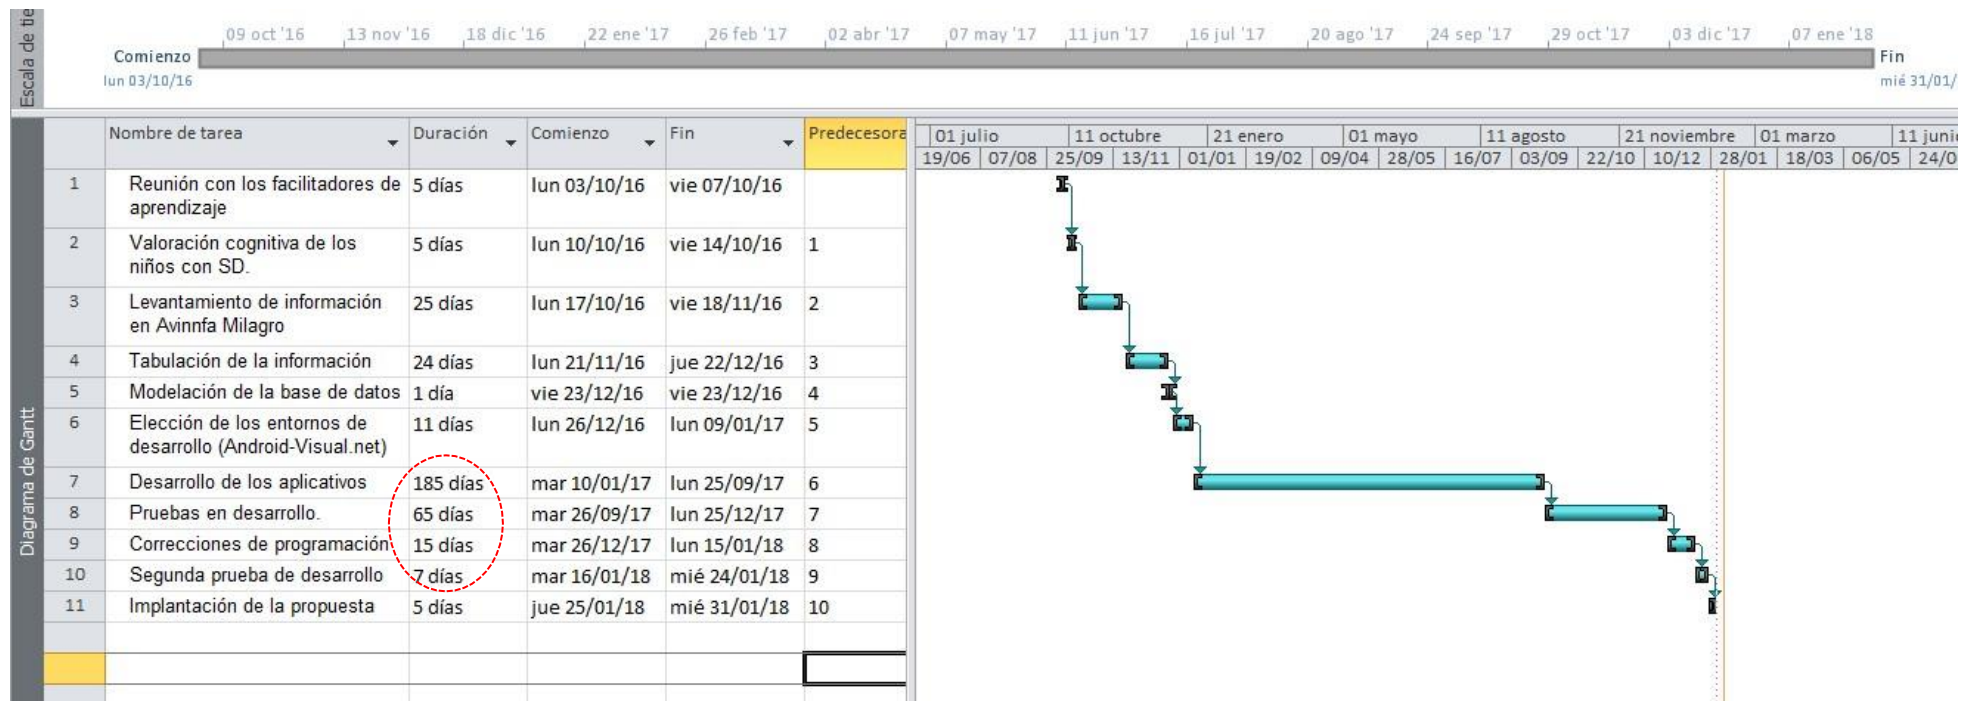 Escala de tie
09 oct '16 13 nov '16 18 dic '16 22 ene '17 26 feb '17 02 abr '17 07 may '17 11 jun '17 16 jul '17 20 ago '17 24 sep '17 29 oct '17 03 dic '17 07 ene '18
Comienzo
lun 03/10/16
Fin
mié 31/01/
Diagrama de Gantt
Nombre de tarea Duración Comienzo Fin Predecesora
01 julio 11 octubre 21 enero 01 mayo 11 agosto 21 noviembre 01 marzo 11 juni
19/06 07/08 25/09 13/11 01/01 19/02 09/04 28/05 16/07 03/09 22/10 10/12 28/01 18/03 06/05 24/0
1 Reunión con los facilitadores de 5 días lun 03/10/16 vie 07/10/16
aprendizaje
2 Valoración cognitiva de los 5 días lun 10/10/16 vie 14/10/16 1
niños con SD.
3 Levantamiento de información 25 días lun 17/10/16 vie 18/11/16 2
en Avinnfa Milagro
4 Tabulación de la información 24 días lun 21/11/16 jue 22/12/16 3
5 Modelación de la base de datos 1 día vie 23/12/16 vie 23/12/16 4
6 Elección de los entornos de 11 días lun 26/12/16 lun 09/01/17 5
desarrollo (Android-Visual.net)
7 Desarrollo de los aplicativos 185 días mar 10/01/17 lun 25/09/17 6
8 Pruebas en desarrollo. 65 días mar 26/09/17 lun 25/12/17 7
9 Correcciones de programación 15 días mar 26/12/17 lun 15/01/18 8
10 Segunda prueba de desarrollo 7 días mar 16/01/18 mié 24/01/18 9
11 Implantación de la propuesta 5 días jue 25/01/18 mié 31/01/18 10